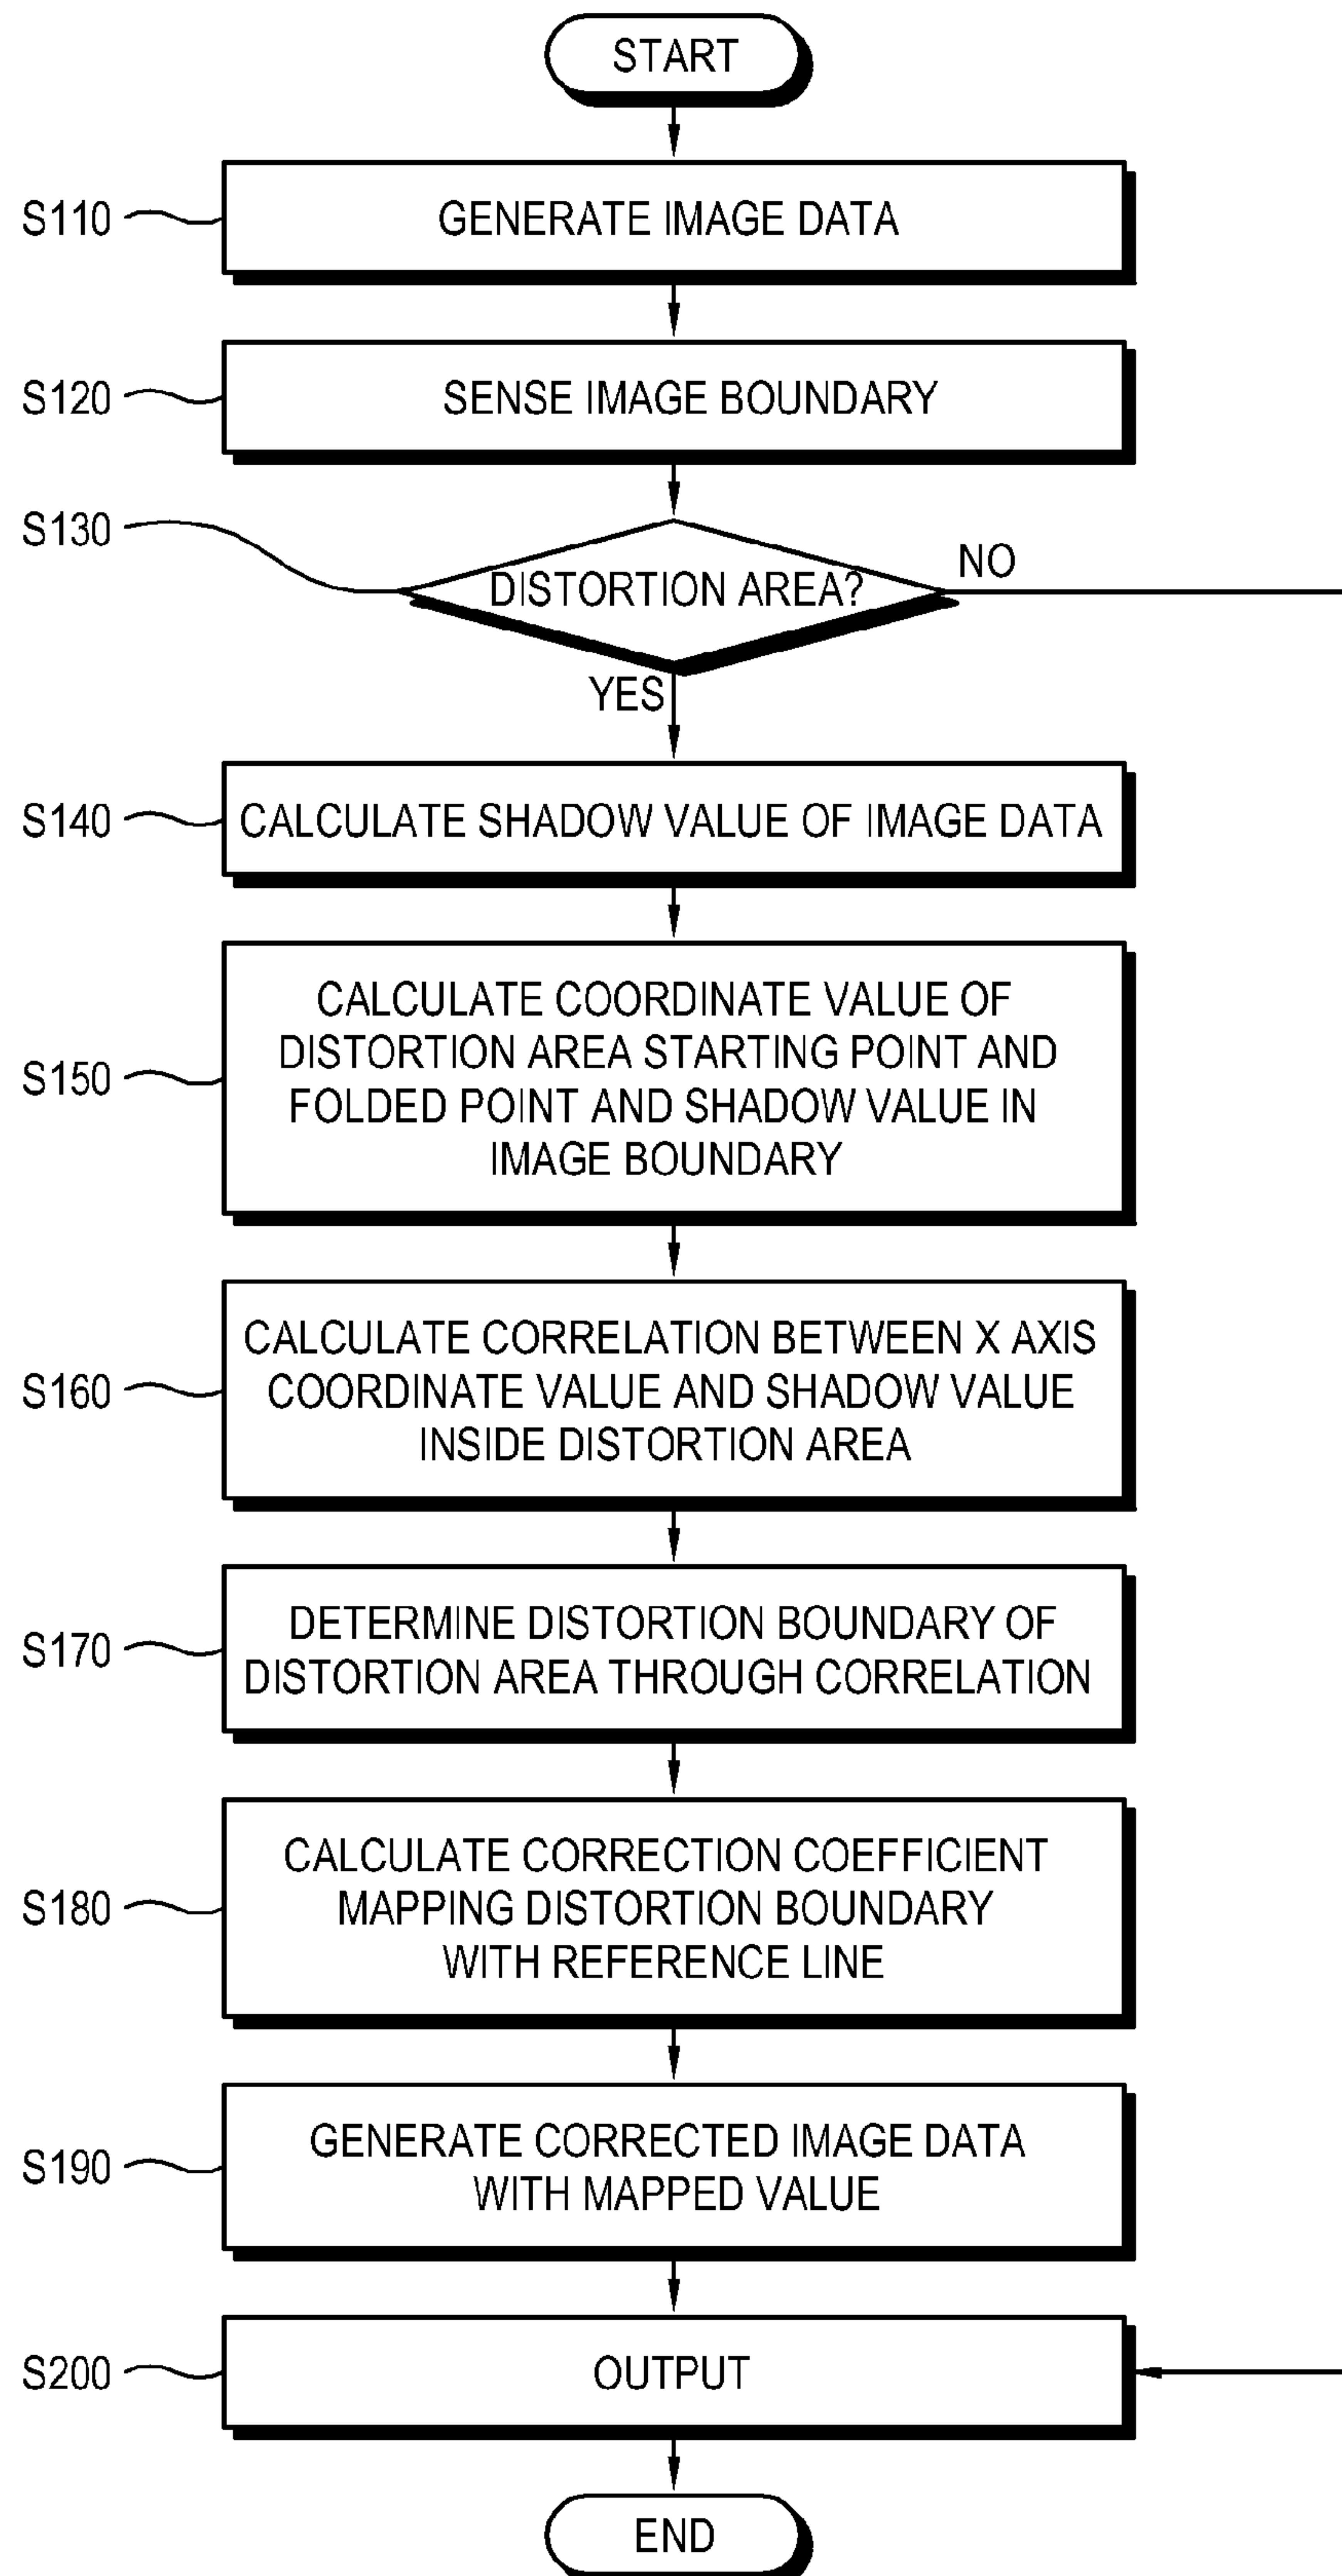 START
S110
GENERATE IMAGE DATA
S120
SENSE IMAGE BOUNDARY
S130
DISTORTION AREA?
NO
YES
S140
CALCULATE SHADOW VALUE OF IMAGE DATA
S150
CALCULATE COORDINATE VALUE OF
DISTORTION AREA STARTING POINT AND
FOLDED POINT AND SHADOW VALUE IN
IMAGE BOUNDARY
S160
CALCULATE CORRELATION BETWEEN X AXIS
COORDINATE VALUE AND SHADOW VALUE
INSIDE DISTORTION AREA
S170
DETERMINE DISTORTION BOUNDARY OF
DISTORTION AREA THROUGH CORRELATION
S180
CALCULATE CORRECTION COEFFICIENT
MAPPING DISTORTION BOUNDARY
WITH REFERENCE LINE
S190
GENERATE CORRECTED IMAGE DATA
WITH MAPPED VALUE
S200
OUTPUT
END